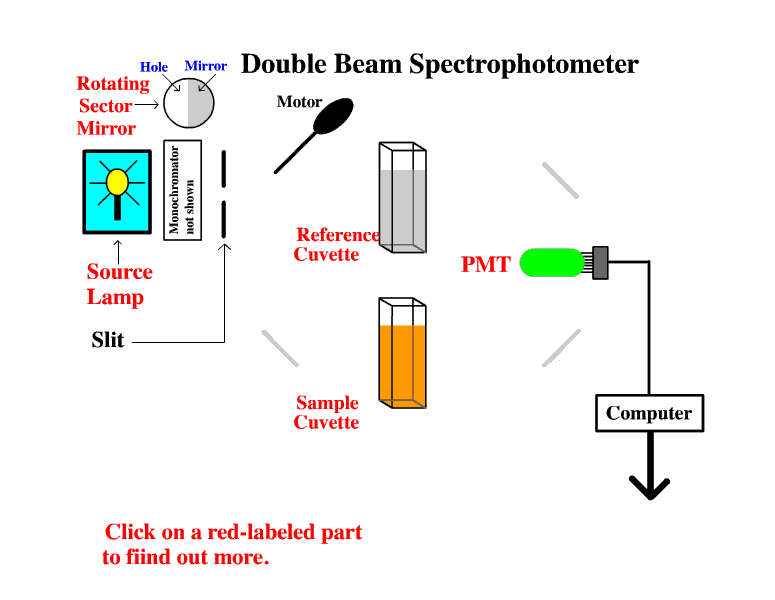 Double Beam Spectrophotometer
Hole
Mirror
Rotating
Sector
Mirror
Motor
Monochromator
not shown
Reference
Cuvette
PMT
Source
Lamp
Slit
Sample
Cuvette
Computer
Click on a red-labeled part
to fiind out more.